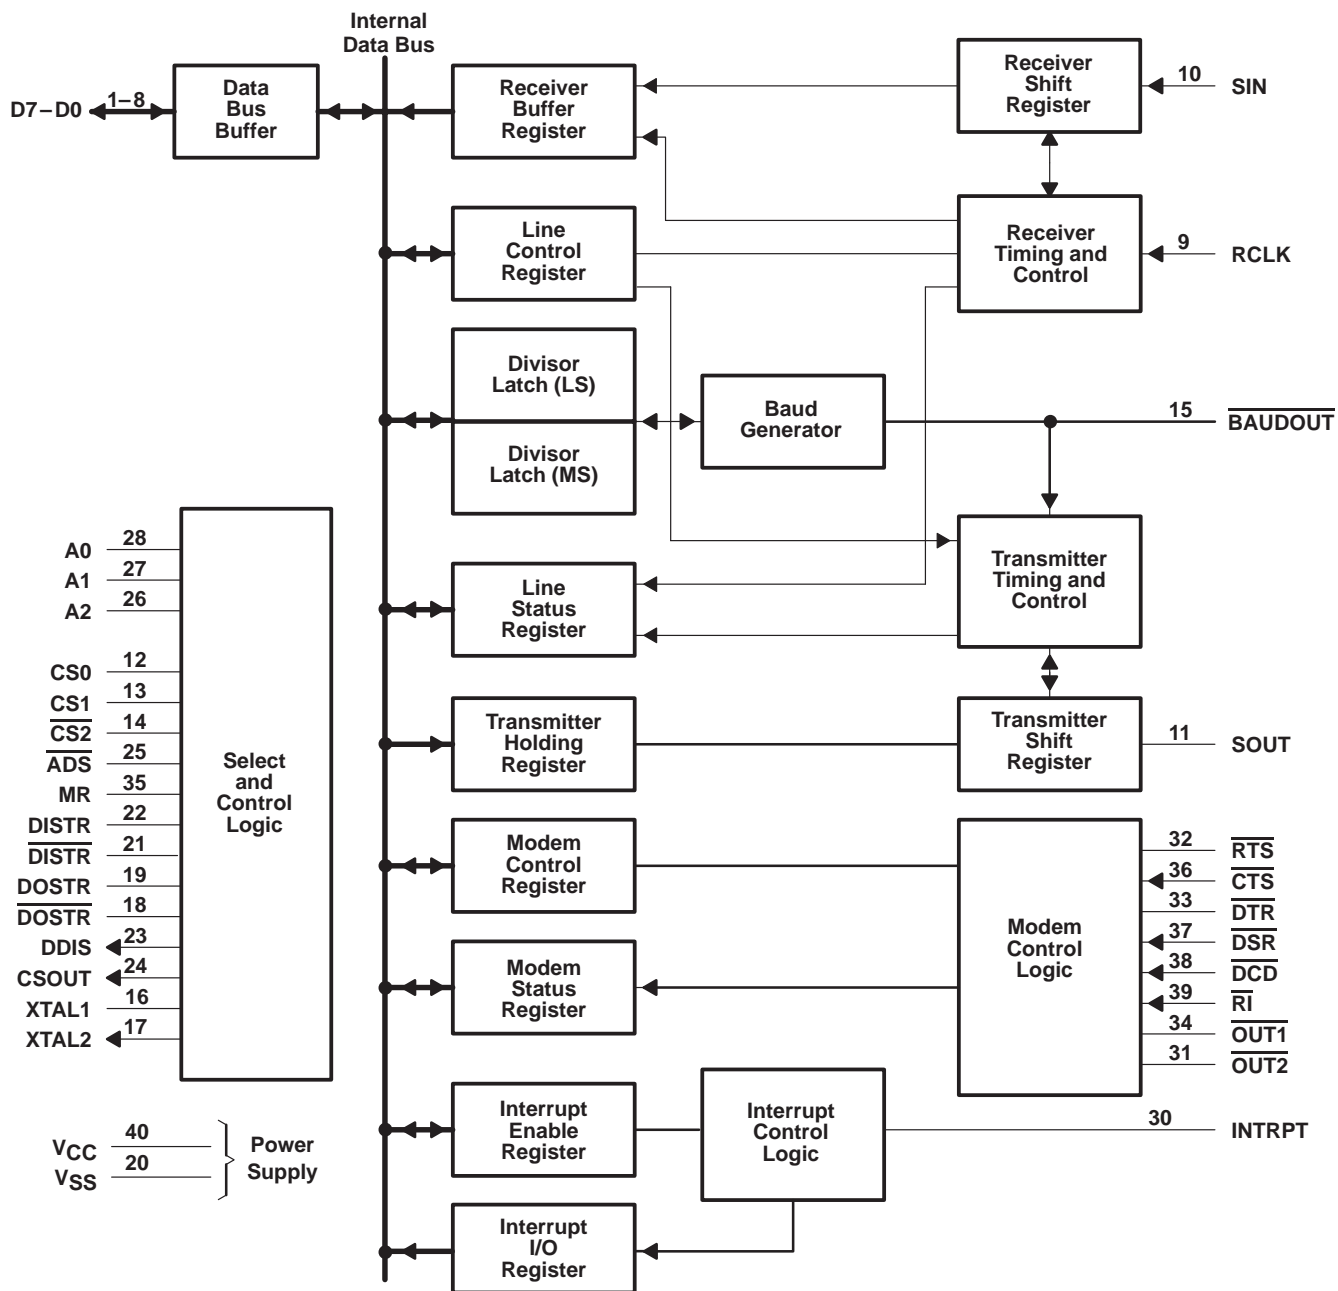 Internal
Data Bus
D7–D0
1–8
Data
Bus
Buffer
Receiver
Buffer
Register
Receiver
Shift
Register
10
SIN
Line
Control
Register
Receiver
Timing and
Control
9
RCLK
Divisor
Latch (LS)
Divisor
Latch (MS)
Baud
Generator
15
BAUDOUT
Line
Status
Register
Transmitter
Timing and
Control
Transmitter
Holding
Register
Transmitter
Shift
Register
11
SOUT
A0 28
A1 27
A2 26
CS0 12
CS1 13
CS2 14
ADS 25
MR 35
DISTR 22
DISTR 21
DOSTR 19
DOSTR 18
DDIS 23
CSOUT 24
XTAL1 16
XTAL2 17
Select
and
Control
Logic
Modem
Control
Register
Modem
Status
Register
Modem
Control
Logic
32 RTS
36 CTS
33 DTR
37 DSR
38 DCD
39 RI
34 OUT1
31 OUT2
Interrupt
Enable
Register
Interrupt
Control
Logic
30
INTRPT
Interrupt
I/O
Register
VCC 40
VSS 20
Power
Supply